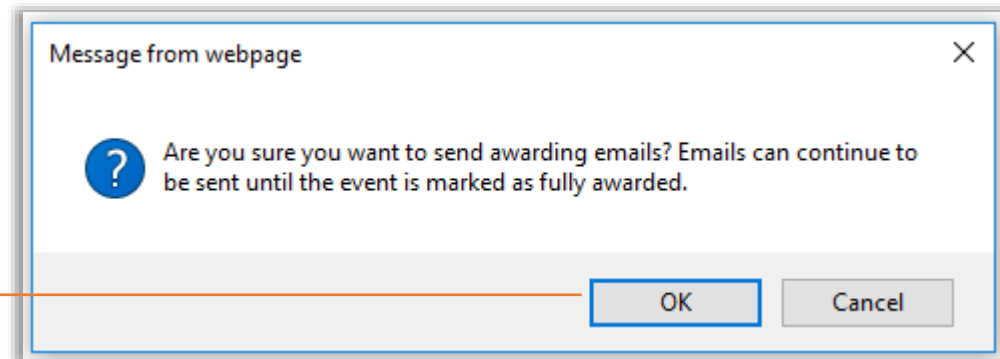 Message from webpage
Are you sure you want to send awarding emails? Emails can continue to
be sent until the event is marked as fully awarded.
OK
Cancel